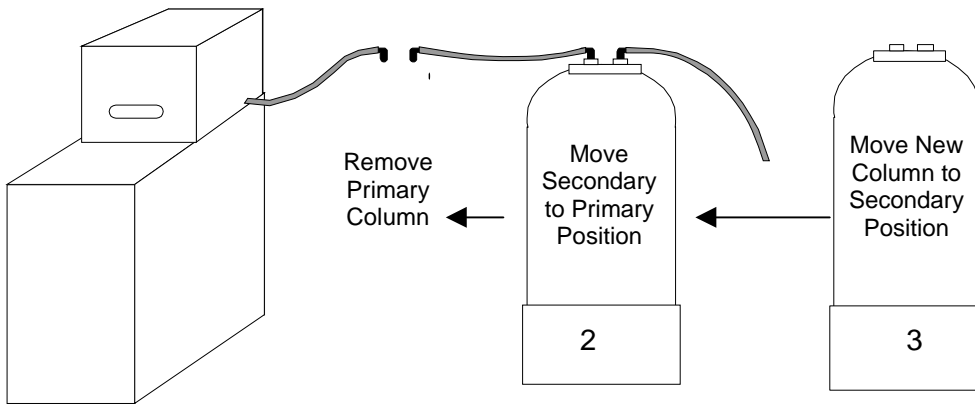 Remove
Primary
Column
Move
Secondary
to Primary
Position
2
Move New
Column to
Secondary
Position
3